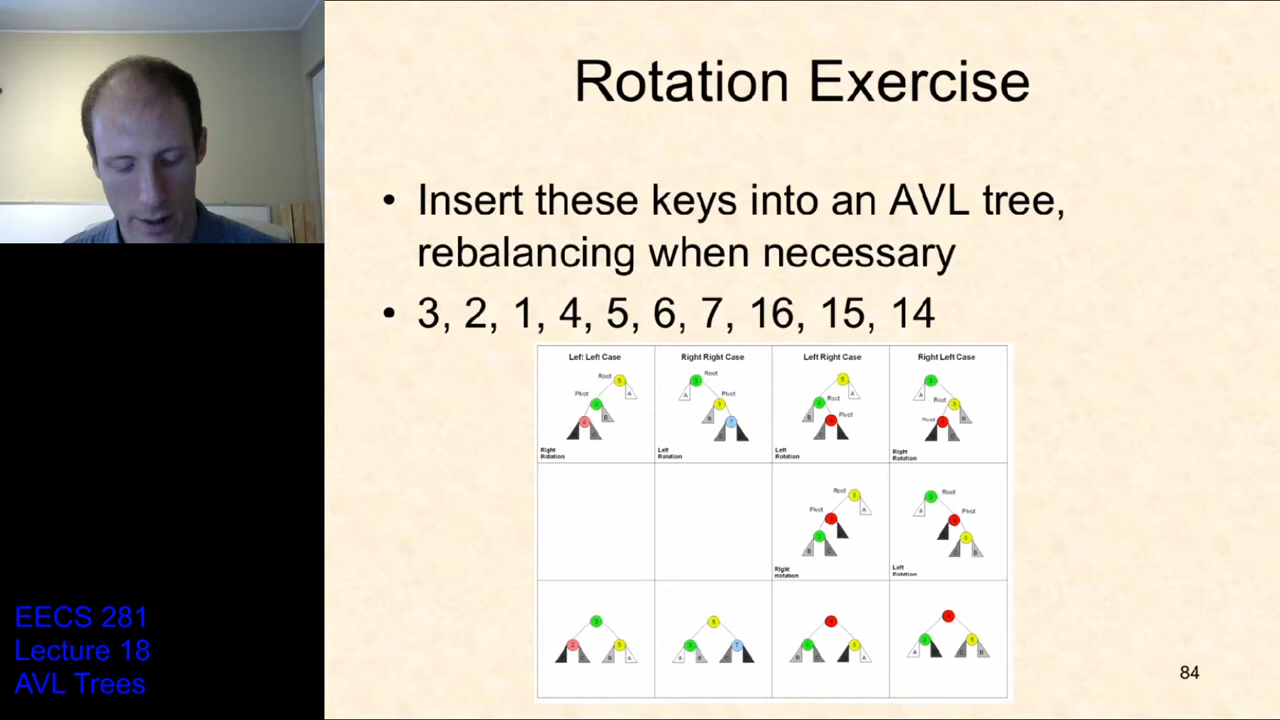 Rotation Exercise
• Insert these keys into an AVL tree,
rebalancing when necessary
• 3, 2, 1, 4, 5, 6, 7, 16, 15, 14
Left Left Case
Right Right Case
Left Right Case
Right Left Case
Root
Pivot
Right
Rotation
Root
Pivot
Left
Rotation
Root
Pivot
Left
Rotation
Root
Pivot
Right
Rotation
Root
Pivot
Right
Rotation
Root
Pivot
Left
Rotation
84
EECS 281
Lecture 18
AVL Trees